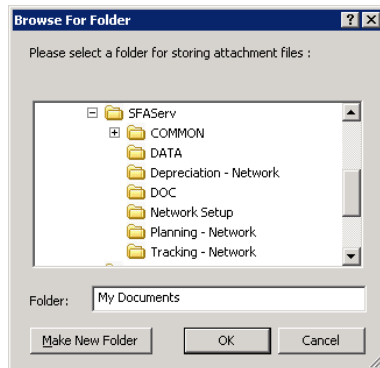 Browse For Folder
Please select a folder for storing attachment files :
SFAServ
COMMON
DATA
Depreciation - Network
DOC
Network Setup
Planning - Network
Tracking - Network
Folder: My Documents
Make New Folder OK Cancel